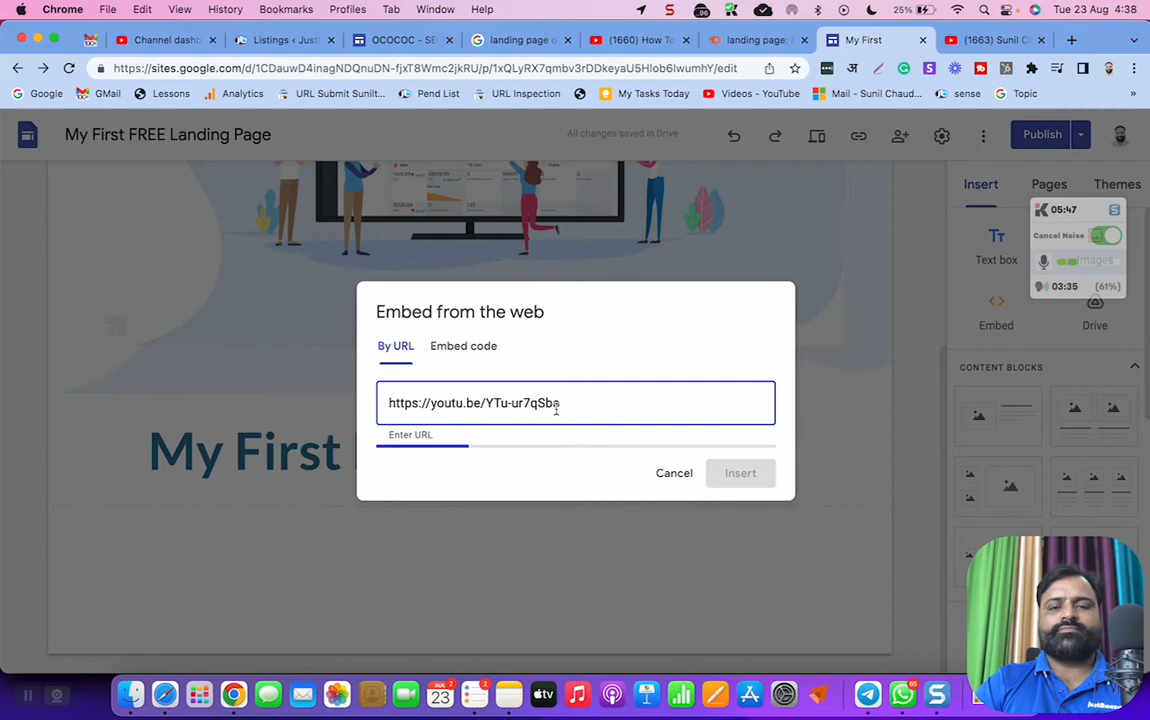 Chrome File Edit View History Bookmarks Profiles Tab Window Help 25% Tue 23 Aug 4:38
Channel dashb Listings ‹ Justi OCOCOC - SE landing page d (1660) How To landing page: My First (1663) Sunil C
https://sites.google.com/d/1CDauwD4inagNDQnuDN-fjxT8Wmc2jkRU/p/1xQLyRX7qmbv3rDDkeyaU5HIob6IwumhY/edit
Google GMail Lessons Analytics URL Submit Sunilt... Pend List URL Inspection My Tasks Today Videos - YouTube Mail - Sunil Chaud... sense Topic »
My First FREE Landing Page All changes saved in Drive Publish
Insert Pages Themes
05:47
Cancel Noise
Text box Images
03:35 (61%)
Embed Drive
CONTENT BLOCKS
Embed from the web
By URL Embed code
https://youtu.be/YTu-ur7qSba
Enter URL
Cancel Insert
My First